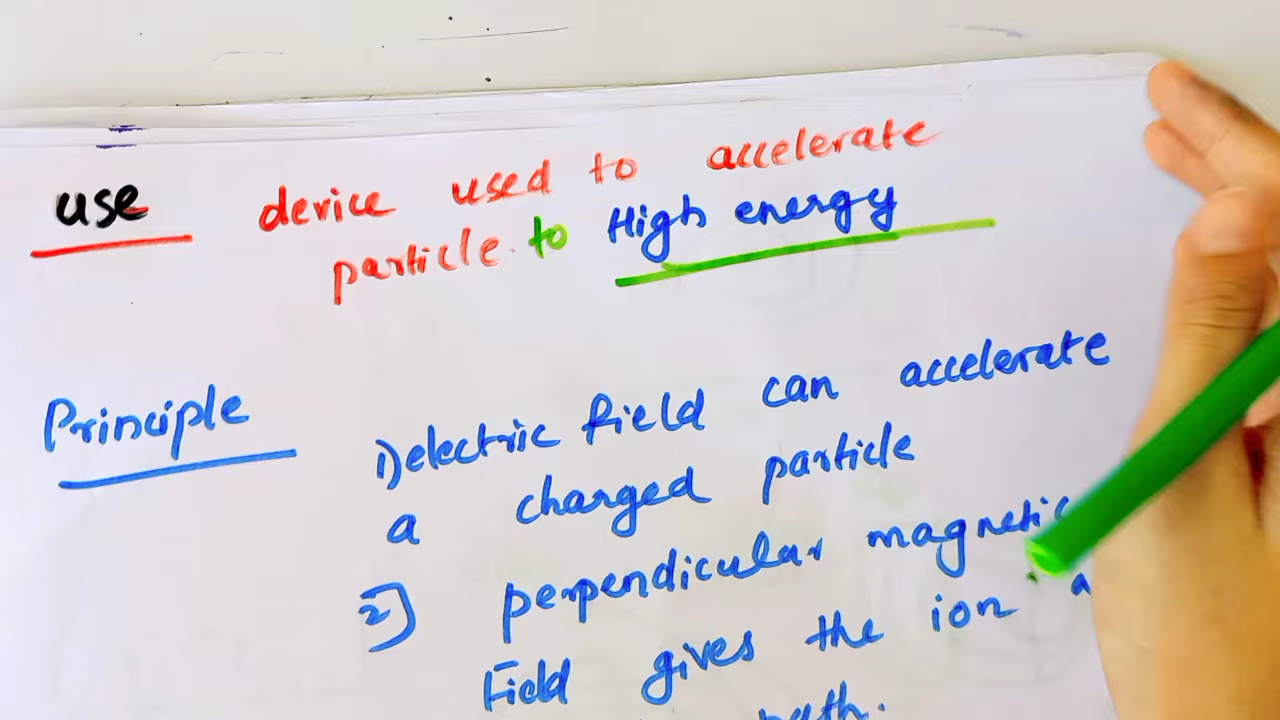 use device used to accelerate
particle. to High energy
Principle 1) electric field can accelerate
a charged particle
2) perpendicular magnetic
Field gives the ion a
path.